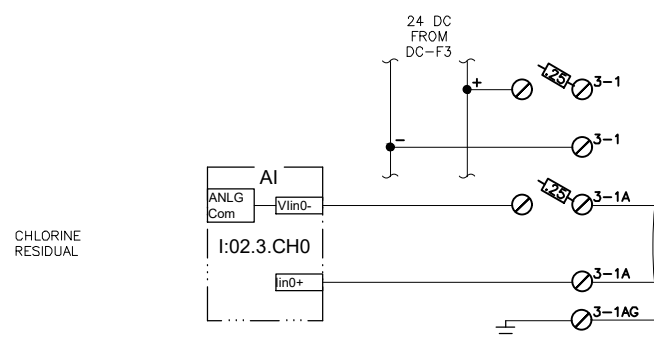 24 DC
FROM
DC-F3
+
.25
3-1
-
3-1
AI
ANLG
Com
VIin0-
.25
3-1A
CHLORINE
RESIDUAL
I:02.3.CH0
Iin0+
3-1A
3-1AG